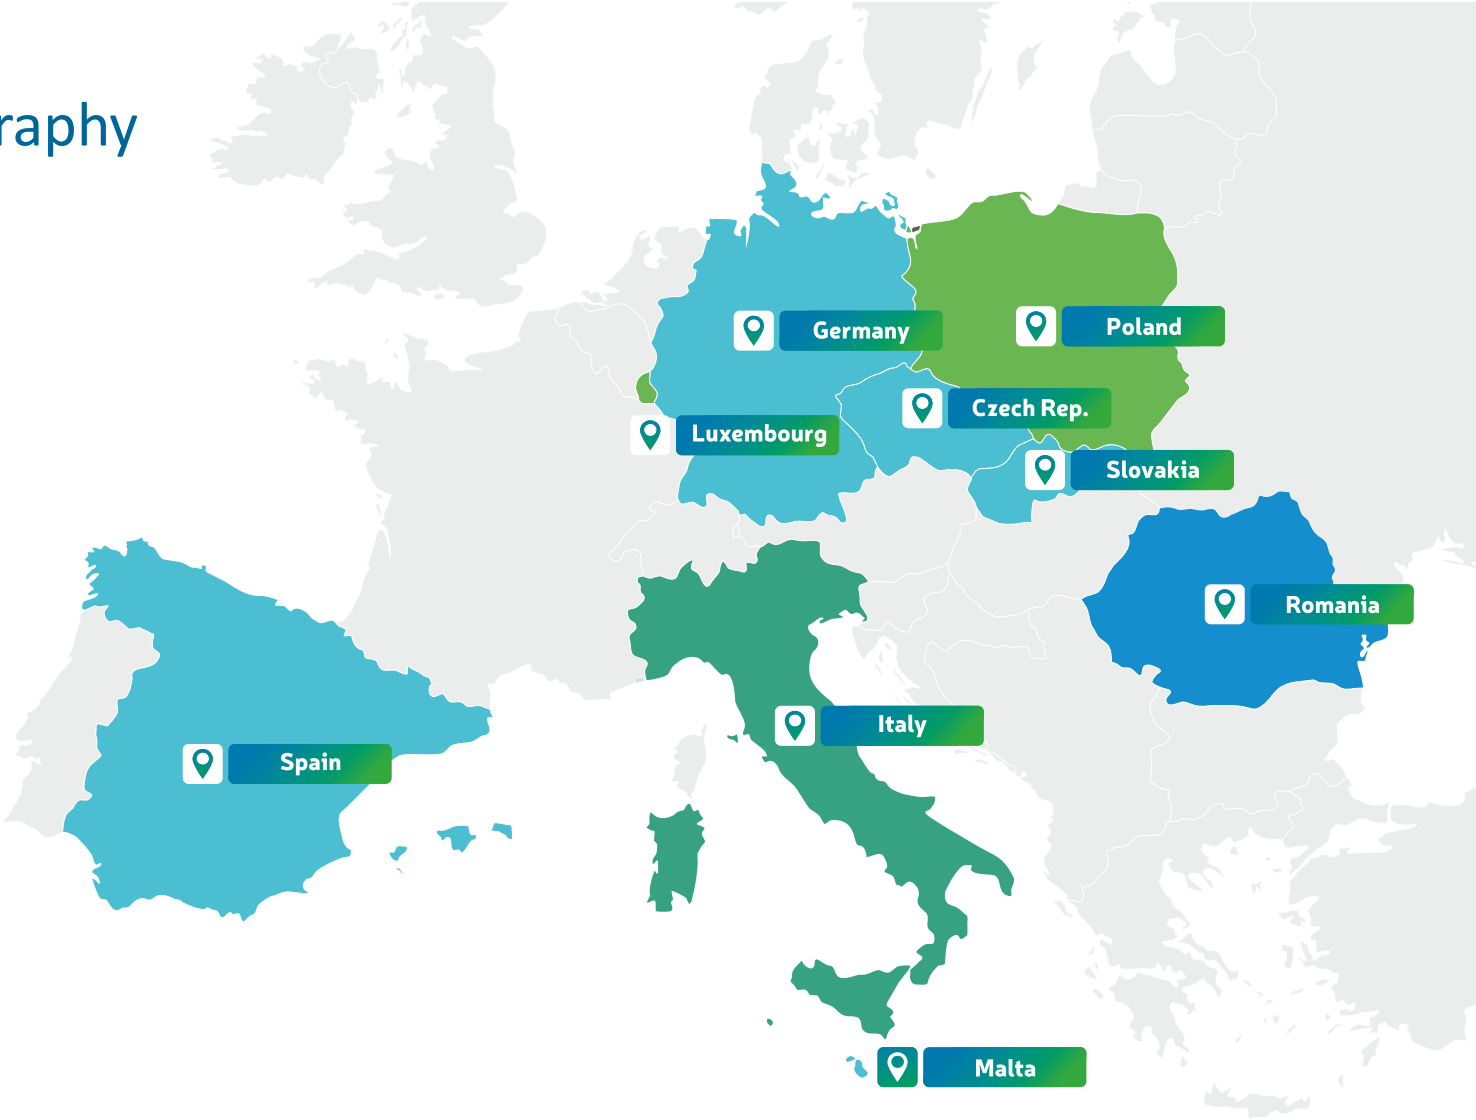 raphy
Germany
Poland
Czech Rep.
Luxembourg
Slovakia
Romania
Italy
Spain
Malta